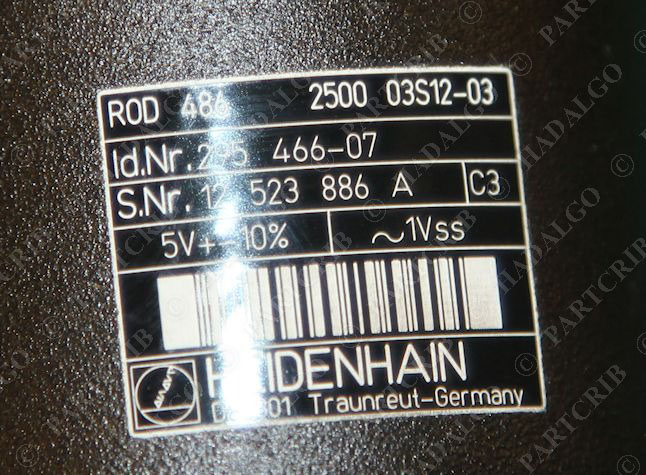 ROD 486 2500 03S12-03
Id.Nr. 466-07
S.Nr. 523 886 A C3
5V+-10% ~1Vss
HEIDENHAIN
Traunreut-Germany
PARTCRIB
HADALGO